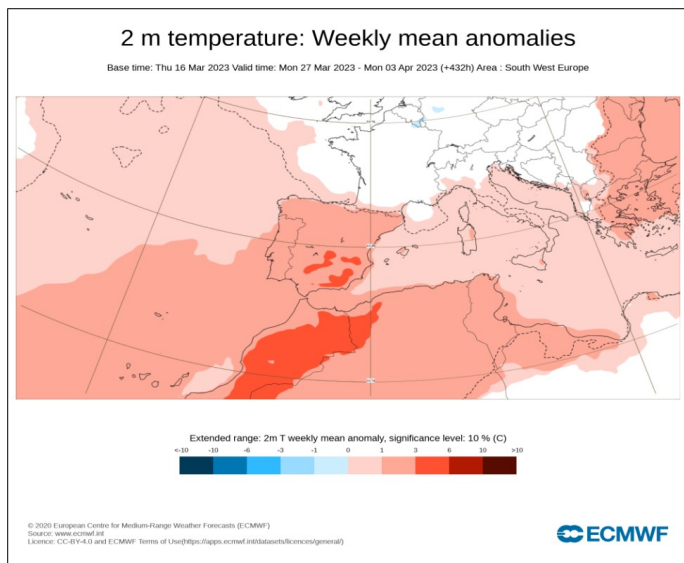 2 m temperature: Weekly mean anomalies
Base time: Thu 16 Mar 2023 Valid time: Mon 27 Mar 2023 - Mon 03 Apr 2023 (+432h) Area : South West Europe
Extended range: 2m T weekly mean anomaly, significance level: 10 % (C)
<-10 -10 -6 -3 -1 0 1 3 6 10 >10
© 2020 European Centre for Medium-Range Weather Forecasts (ECMWF)
Source: www.ecmwf.int
Licence: CC-BY-4.0 and ECMWF Terms of Use(https://apps.ecmwf.int/datasets/licences/general/)
ECMWF